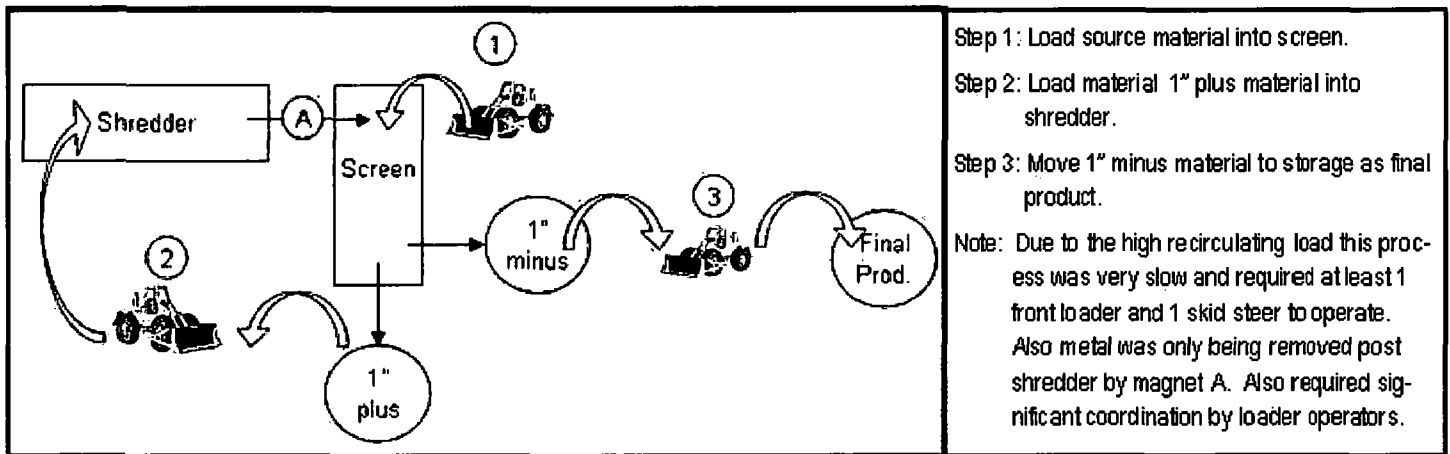 1
Shredder
A
Screen
2
1" minus
3
Final Prod.
1" plus
Step 1: Load source material into screen.
Step 2: Load material 1" plus material into
shredder.
Step 3: Move 1" minus material to storage as final
product.
Note: Due to the high recirculating load this proc-
ess was very slow and required at least 1
front loader and 1 skid steer to operate.
Also metal was only being removed post
shredder by magnet A. Also required sig-
nificant coordination by loader operators.